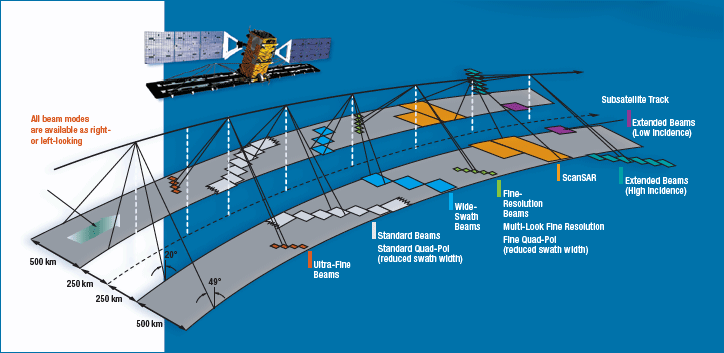 All beam modes
are available as right-
or left-looking
Subsatellite Track
Extended Beams
(Low Incidence)
ScanSAR
Extended Beams
(High Incidence)
Fine-
Resolution
Beams
Multi-Look Fine Resolution
Fine Quad-Pol
(reduced swath width)
Wide-
Swath
Beams
Standard Beams
Standard Quad-Pol
(reduced swath width)
Ultra-Fine
Beams
20°
49°
500 km
250 km
250 km
500 km